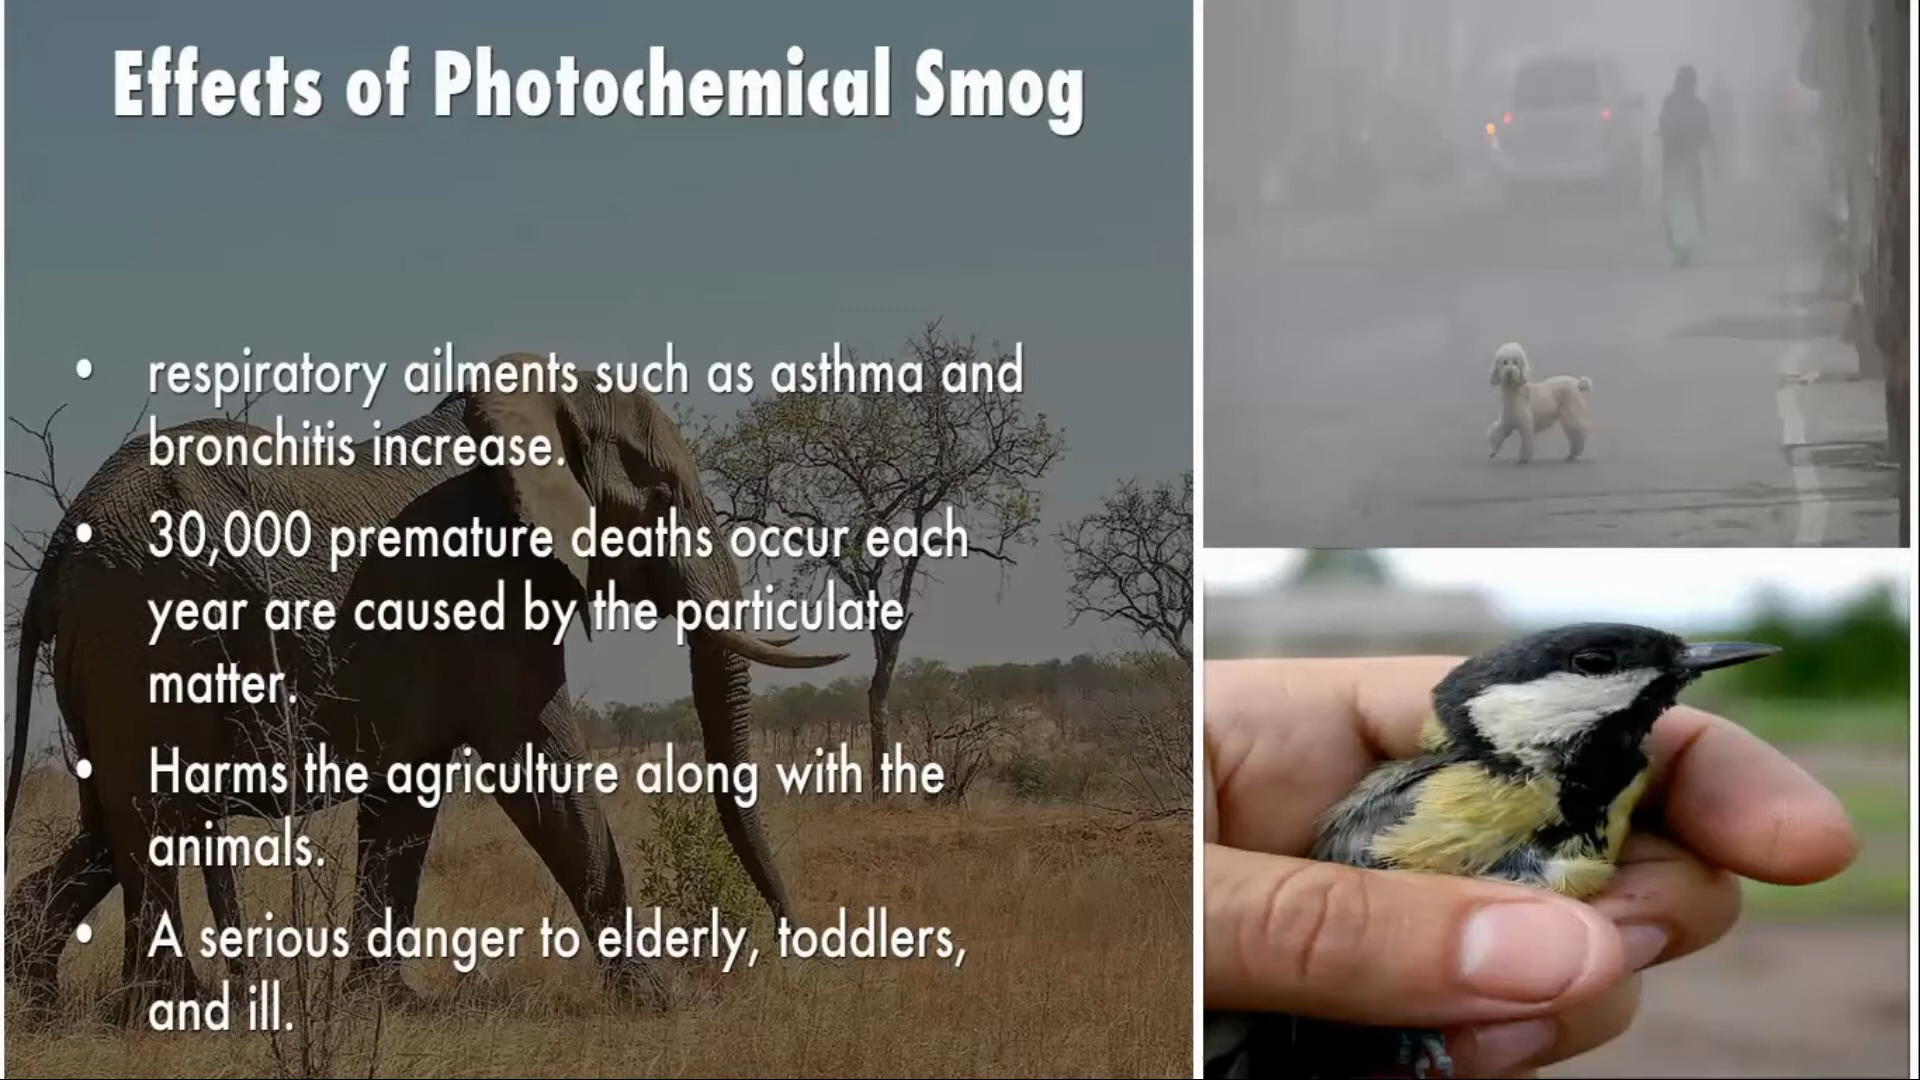 Effects of Photochemical Smog
• respiratory ailments such as asthma and
bronchitis increase.
• 30,000 premature deaths occur each
year are caused by the particulate
matter.
• Harms the agriculture along with the
animals.
• A serious danger to elderly, toddlers,
and ill.